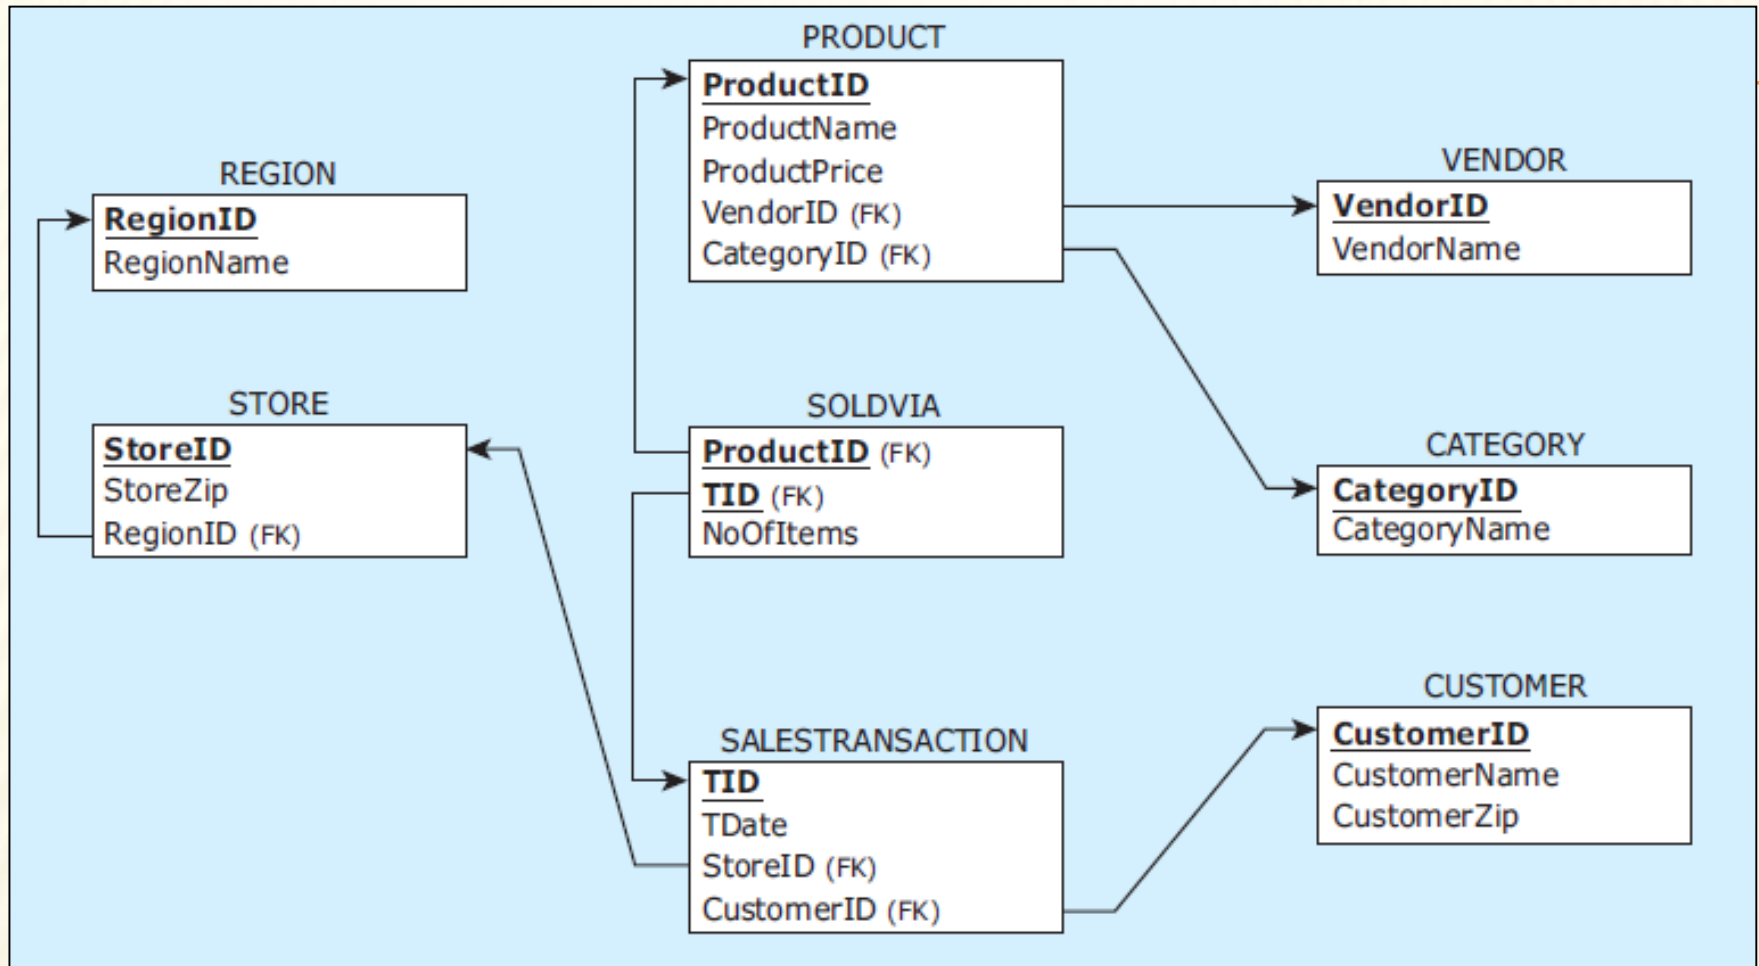 PRODUCT
ProductID
ProductName
ProductPrice
VendorID (FK)
CategoryID (FK)
REGION
RegionID
RegionName
VENDOR
VendorID
VendorName
STORE
StoreID
StoreZip
RegionID (FK)
SOLDVIA
ProductID (FK)
TID (FK)
NoOfItems
CATEGORY
CategoryID
CategoryName
SALESTRANSACTION
TID
TDate
StoreID (FK)
CustomerID (FK)
CUSTOMER
CustomerID
CustomerName
CustomerZip